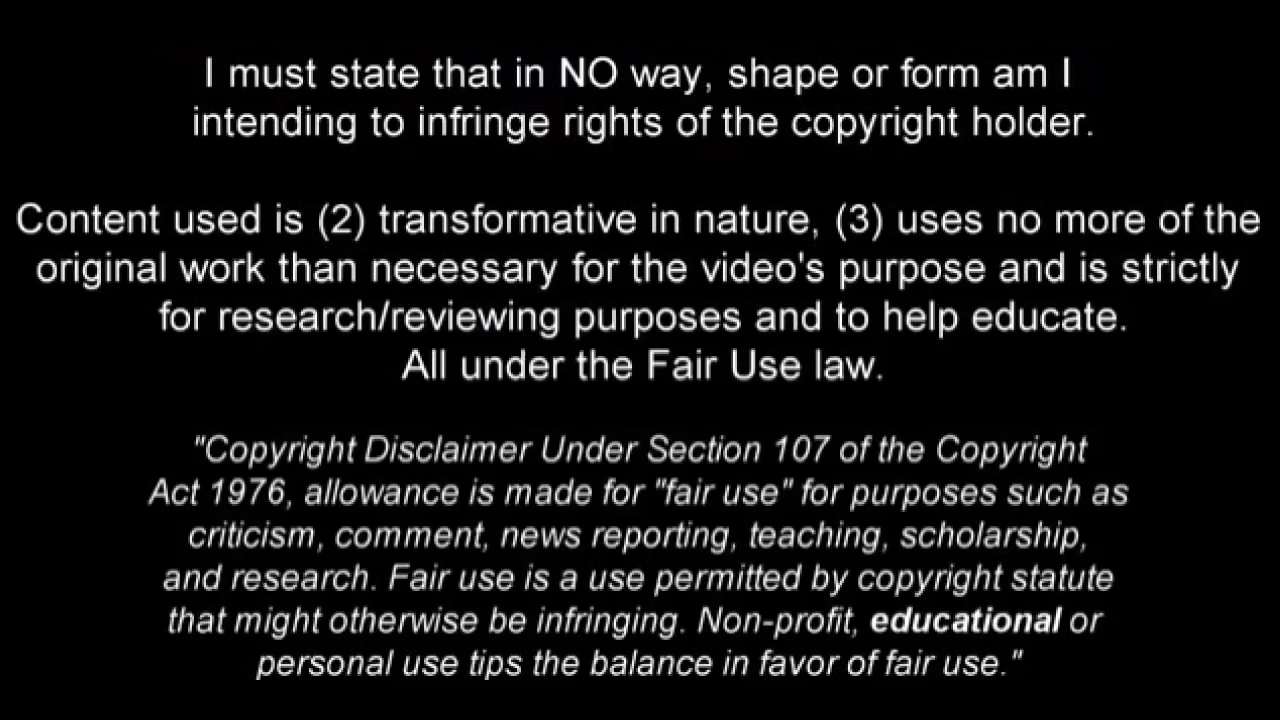 I must state that in NO way, shape or form am I
intending to infringe rights of the copyright holder.
Content used is (2) transformative in nature, (3) uses no more of the
original work than necessary for the video's purpose and is strictly
for research/reviewing purposes and to help educate.
All under the Fair Use law.
"Copyright Disclaimer Under Section 107 of the Copyright
Act 1976, allowance is made for "fair use" for purposes such as
criticism, comment, news reporting, teaching, scholarship,
and research. Fair use is a use permitted by copyright statute
that might otherwise be infringing. Non-profit, educational or
personal use tips the balance in favor of fair use."